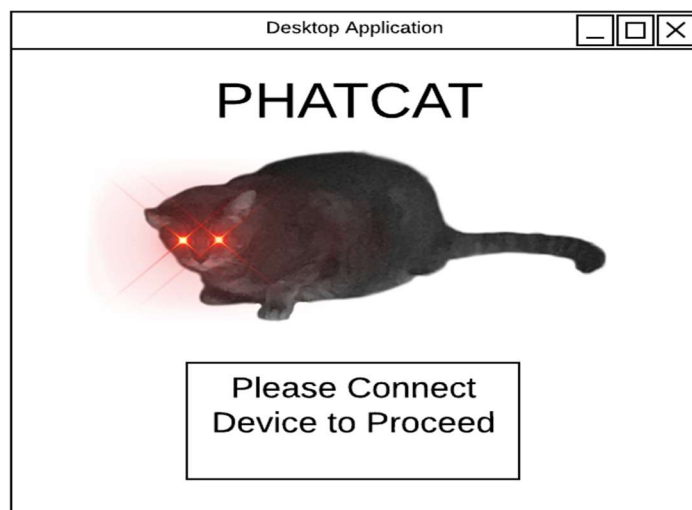 Desktop Application
PHATCAT
Please Connect
Device to Proceed